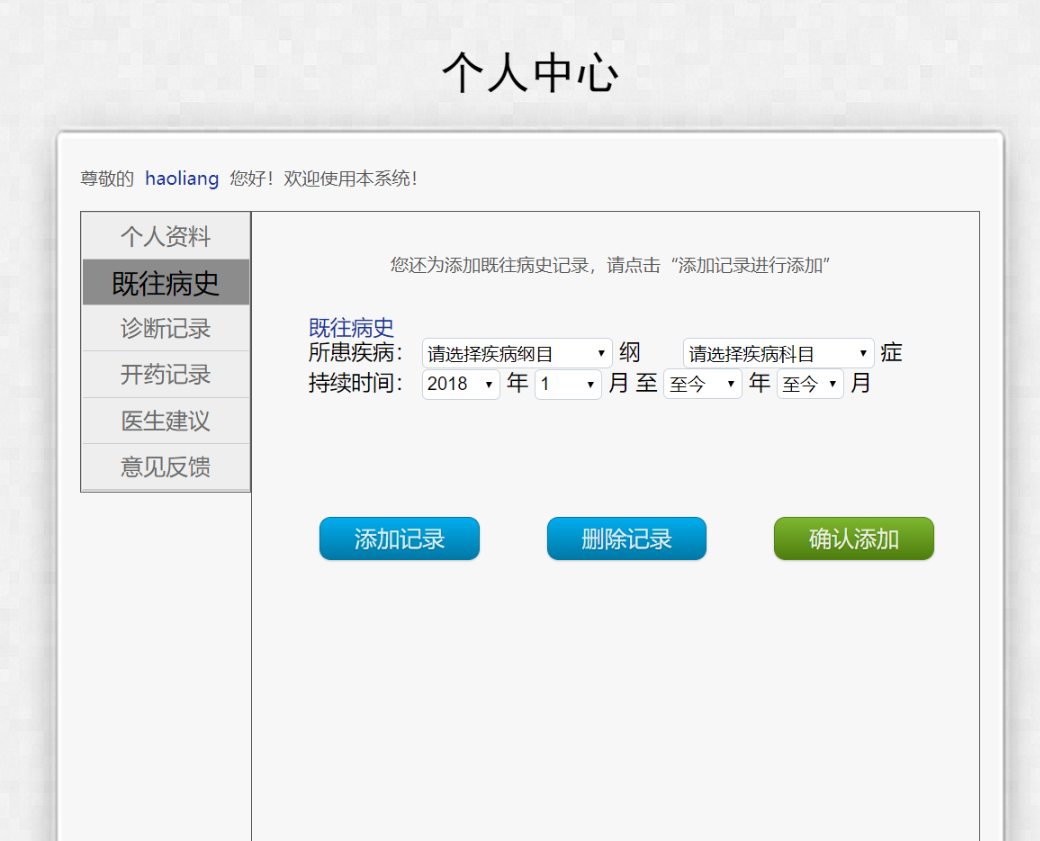 个人中心
尊敬的 haoliang 您好！欢迎使用本系统！
个人资料
既往病史
诊断记录
开药记录
医生建议
意见反馈
您还为添加既往病史记录，请点击“添加记录进行添加”
既往病史
所患疾病： 请选择疾病纲目 纲 请选择疾病科目 症
持续时间： 2018 年 1 月 至 至今 年 至今 月
添加记录 删除记录 确认添加